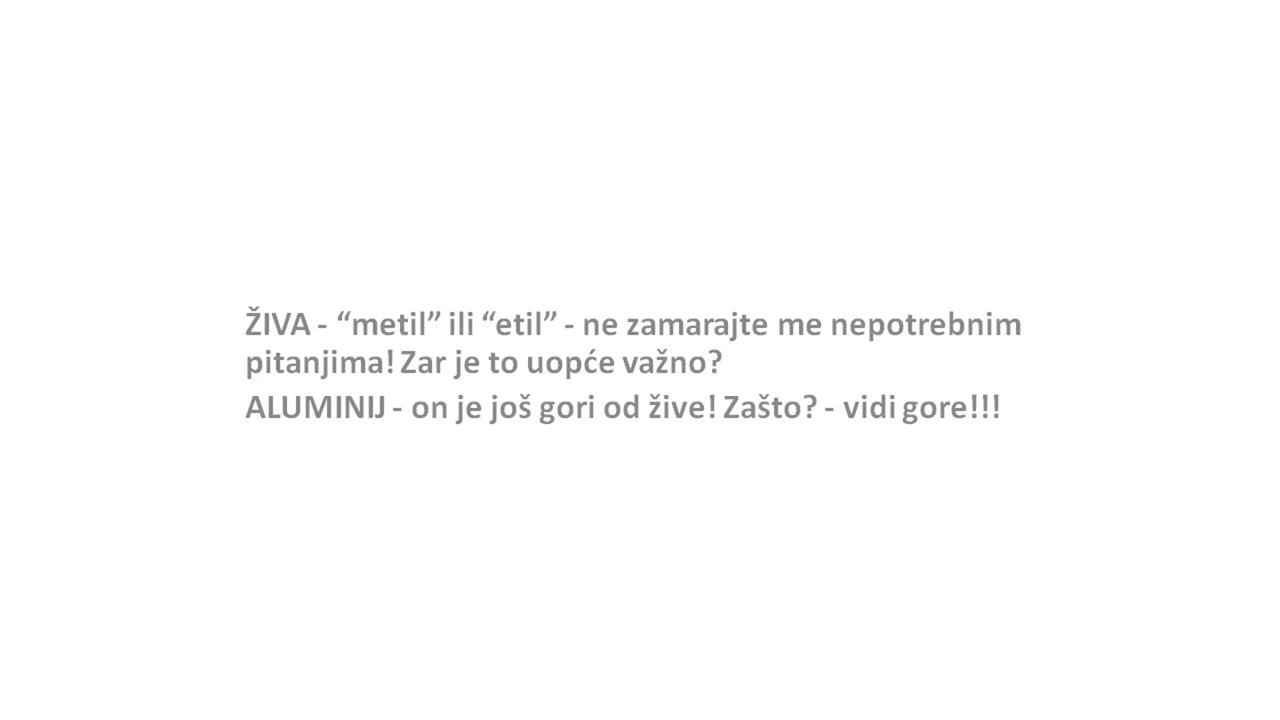 ŽIVA - “metil” ili “etil” - ne zamarajte me nepotrebnim
pitanjima! Zar je to uopće važno?
ALUMINIJ - on je još gori od žive! Zašto? - vidi gore!!!